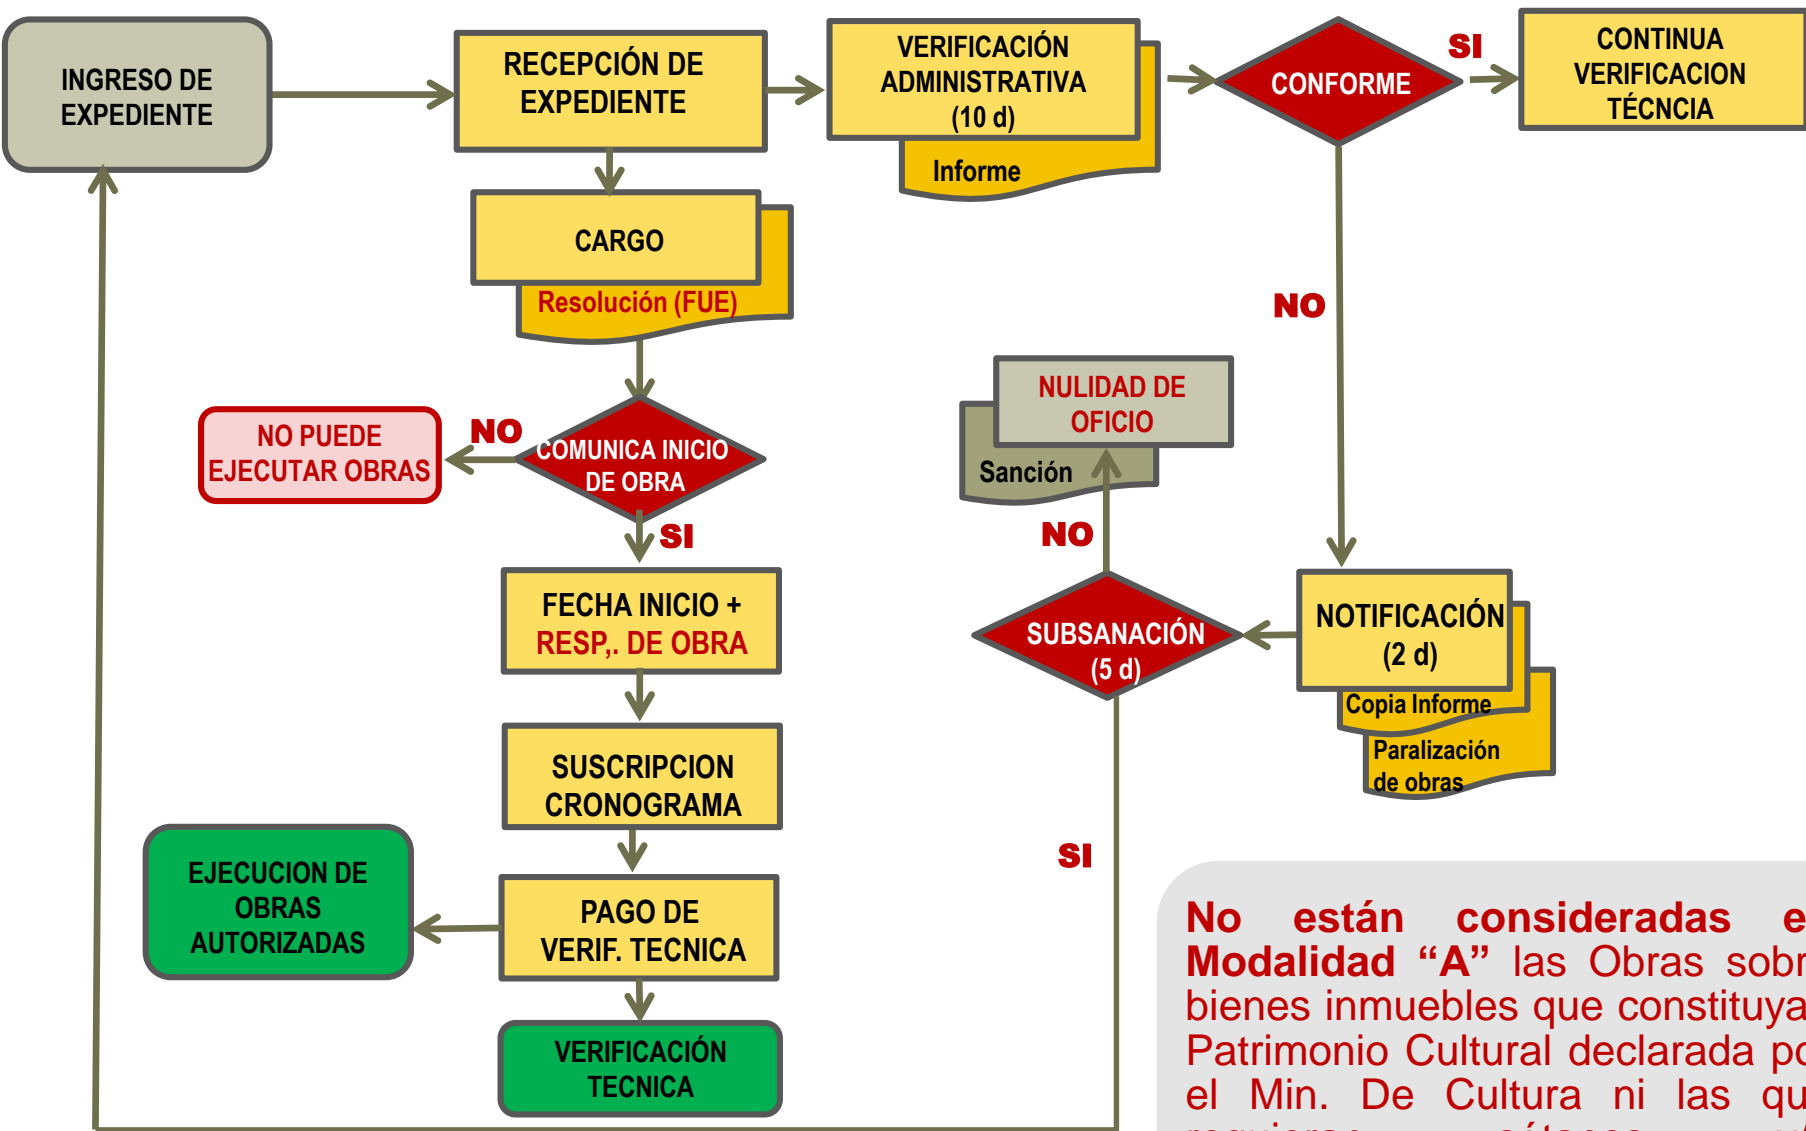 INGRESO DE
EXPEDIENTE
RECEPCIÓN DE
EXPEDIENTE
VERIFICACIÓN
ADMINISTRATIVA
(10 d)
Informe
CONFORME
SI
CONTINUA
VERIFICACION
TÉCNCIA
CARGO
Resolución (FUE)
NO
NULIDAD DE
OFICIO
Sanción
NO PUEDE
EJECUTAR OBRAS
NO
COMUNICA INICIO
DE OBRA
SI
NO
FECHA INICIO +
RESP,. DE OBRA
SUBSANACIÓN
(5 d)
NOTIFICACIÓN
(2 d)
Copia Informe
Paralización
de obras
SUSCRIPCION
CRONOGRAMA
SI
EJECUCION DE
OBRAS
AUTORIZADAS
PAGO DE
VERIF. TECNICA
VERIFICACIÓN
TECNICA
No están consideradas e
Modalidad “A” las Obras sobr
bienes inmuebles que constituya
Patrimonio Cultural declarada po
el Min. De Cultura ni las qu